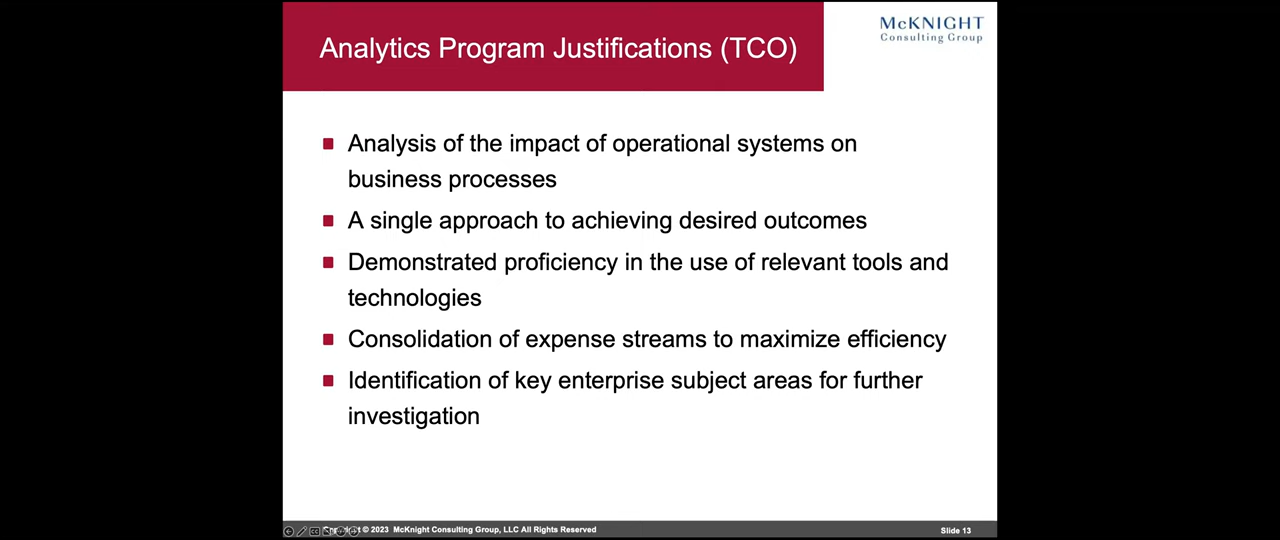 Analytics Program Justifications (TCO)
McKNIGHT
Consulting Group
Analysis of the impact of operational systems on
business processes
A single approach to achieving desired outcomes
Demonstrated proficiency in the use of relevant tools and
technologies
Consolidation of expense streams to maximize efficiency
Identification of key enterprise subject areas for further
investigation
Copyright © 2023 McKnight Consulting Group, LLC All Rights Reserved
Slide 13